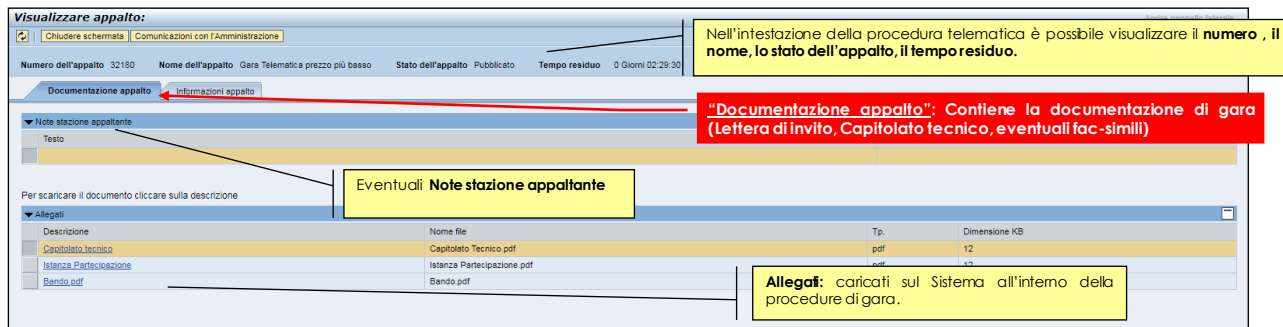 Visualizzare appalto:
Aprire pannello laterale
Chiudere schermata Comunicazioni con l'Amministrazione
Nell'intestazione della procedura telematica è possibile visualizzare il numero , il
nome, lo stato dell'appalto, il tempo residuo.
Numero dell'appalto 32180 Nome dell'appalto Gara Telematica prezzo più basso Stato dell'appalto Pubblicato Tempo residuo 0 Giorni 02:29:30
Documentazione appalto Informazioni appalto
"Documentazione appalto": Contiene la documentazione di gara
(Lettera di invito, Capitolato tecnico, eventuali fac-simili)
Note stazione appaltante
Testo
Eventuali Note stazione appaltante
Per scaricare il documento cliccare sulla descrizione
Allegati
Descrizione Nome file Tp. Dimensione KB
Capitolato tecnico Capitolato Tecnico.pdf pdf 12
Istanza Partecipazione Istanza Partecipazione.pdf pdf 12
Bando.pdf Bando.pdf
Allegati: caricati sul Sistema all'interno della
procedure di gara.